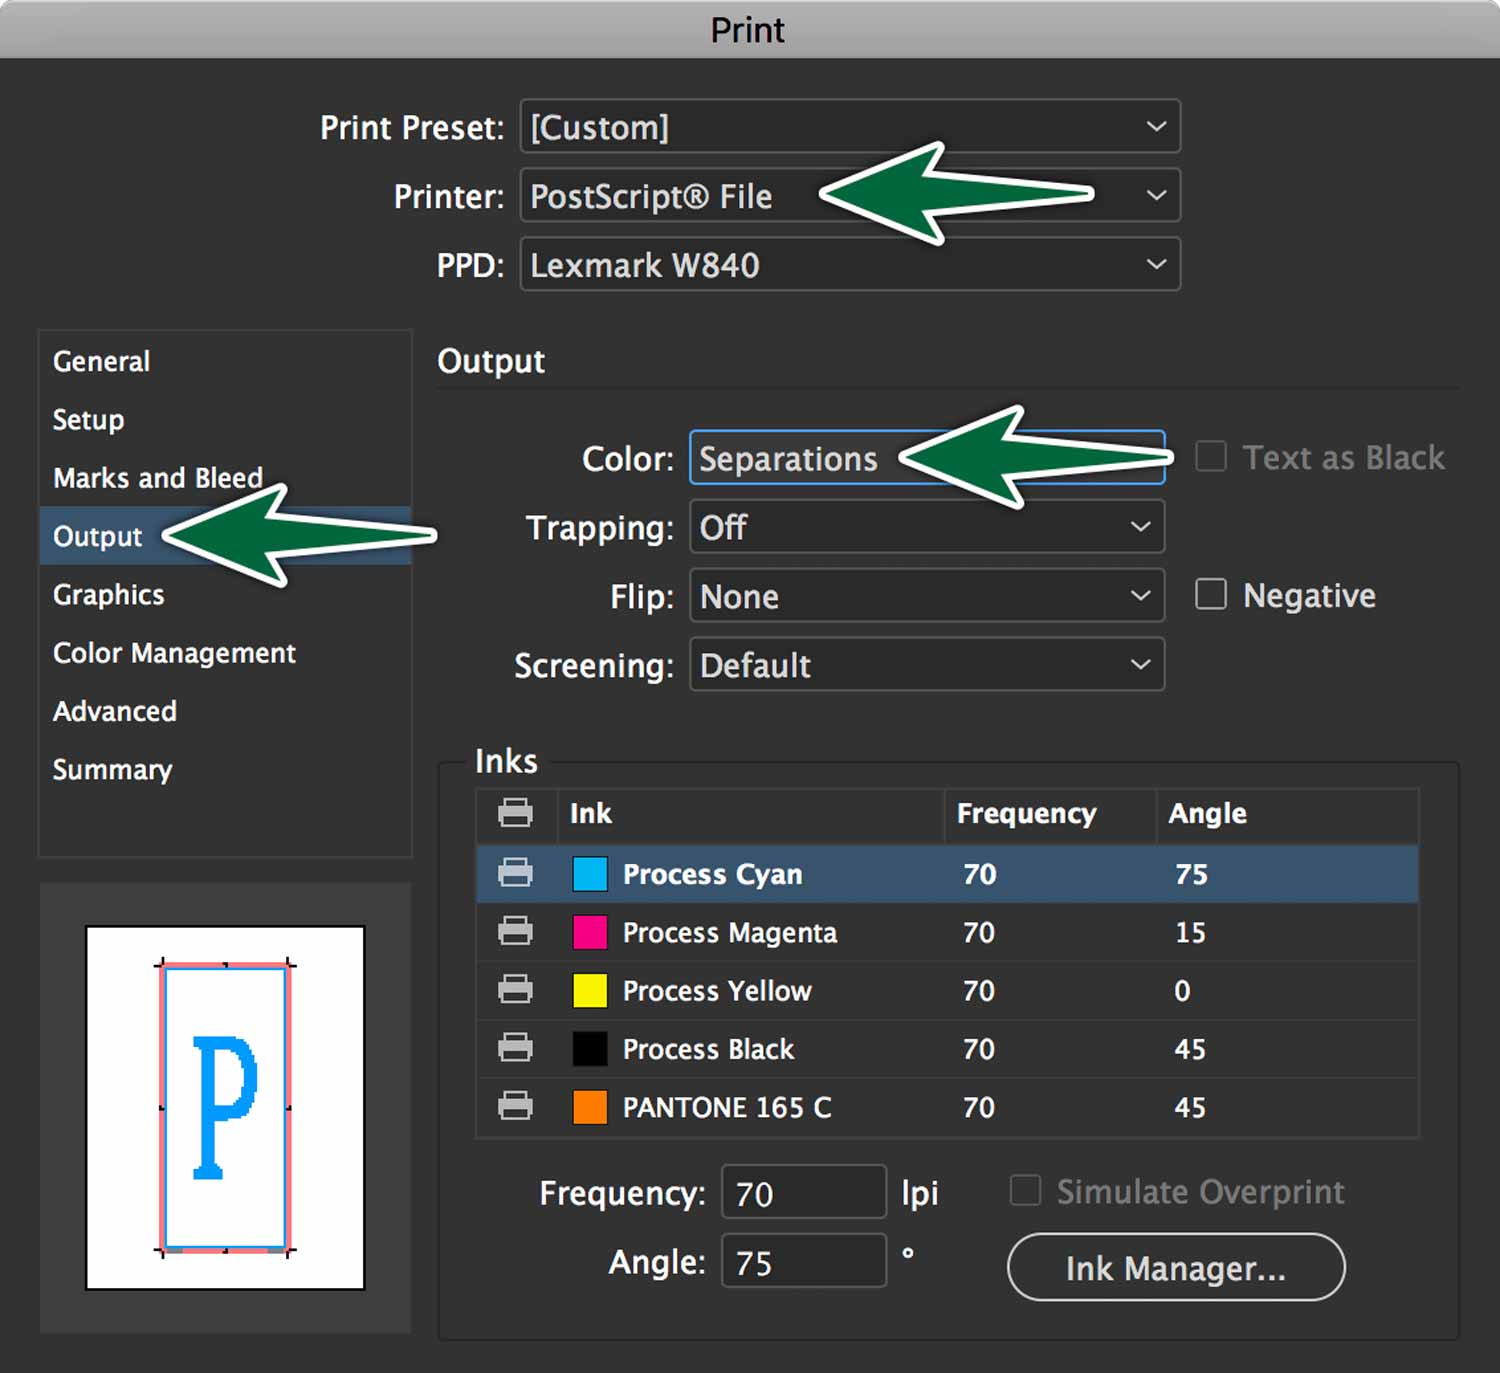 Print
Print Preset: [Custom]
Printer: PostScript® File
PPD: Lexmark W840
General
Setup
Marks and Bleed
Output
Graphics
Color Management
Advanced
Summary
P
Output
Color: Separations
Text as Black
Trapping: Off
Flip: None
Negative
Screening: Default
Inks
Ink Frequency Angle
Process Cyan 70 75
Process Magenta 70 15
Process Yellow 70 0
Process Black 70 45
PANTONE 165 C 70 45
Frequency: 70 lpi
Simulate Overprint
Angle: 75 °
Ink Manager...